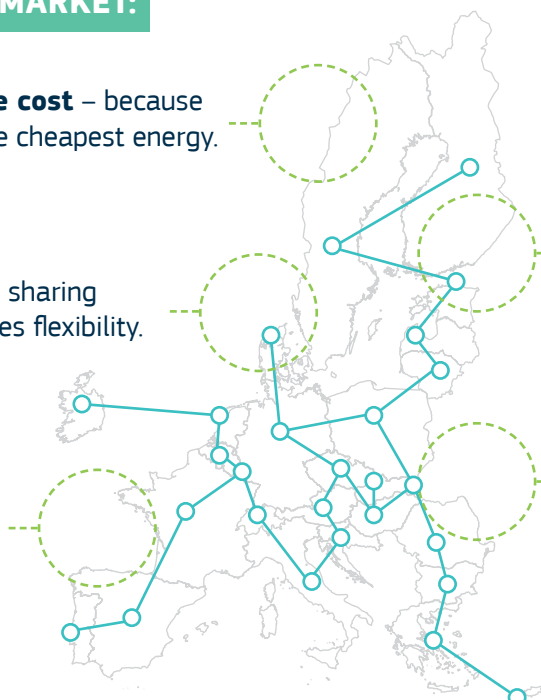 MARKET:
e cost – because
e cheapest energy.
sharing
es flexibility.